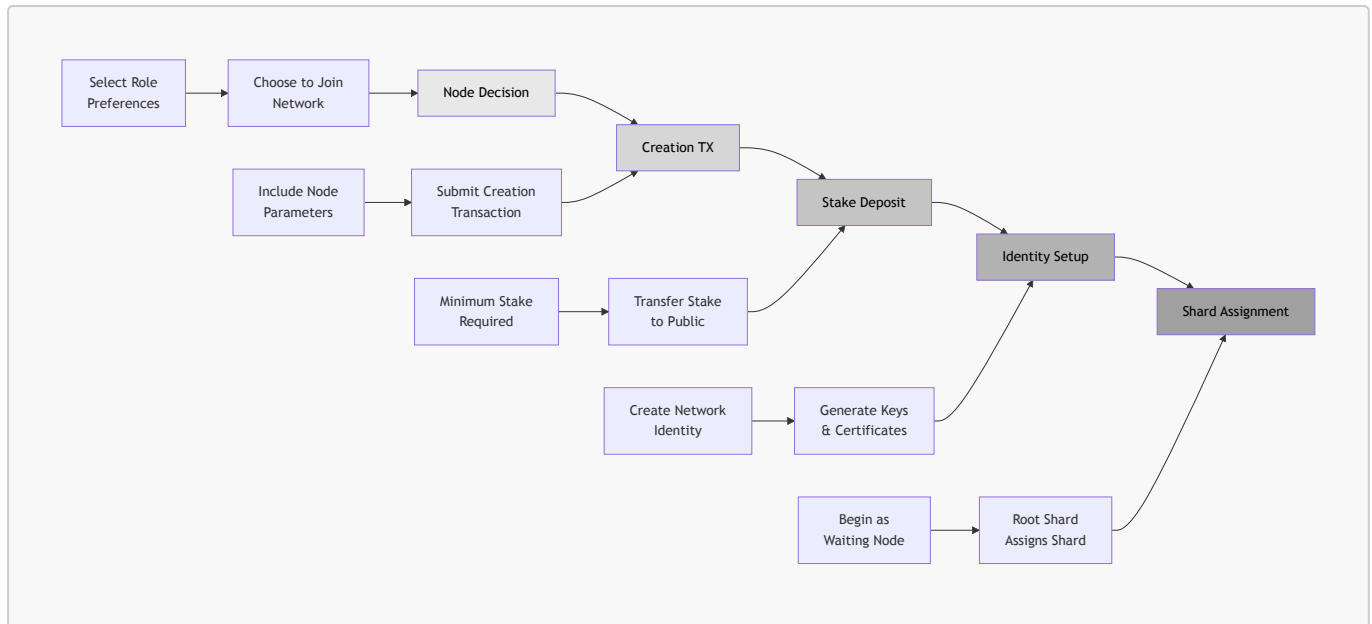 Select Role
Preferences
Choose to Join
Network
Node Decision
Creation TX
Include Node
Parameters
Submit Creation
Transaction
Stake Deposit
Identity Setup
Minimum Stake
Required
Transfer Stake
to Public
Shard Assignment
Create Network
Identity
Generate Keys
& Certificates
Begin as
Waiting Node
Root Shard
Assigns Shard